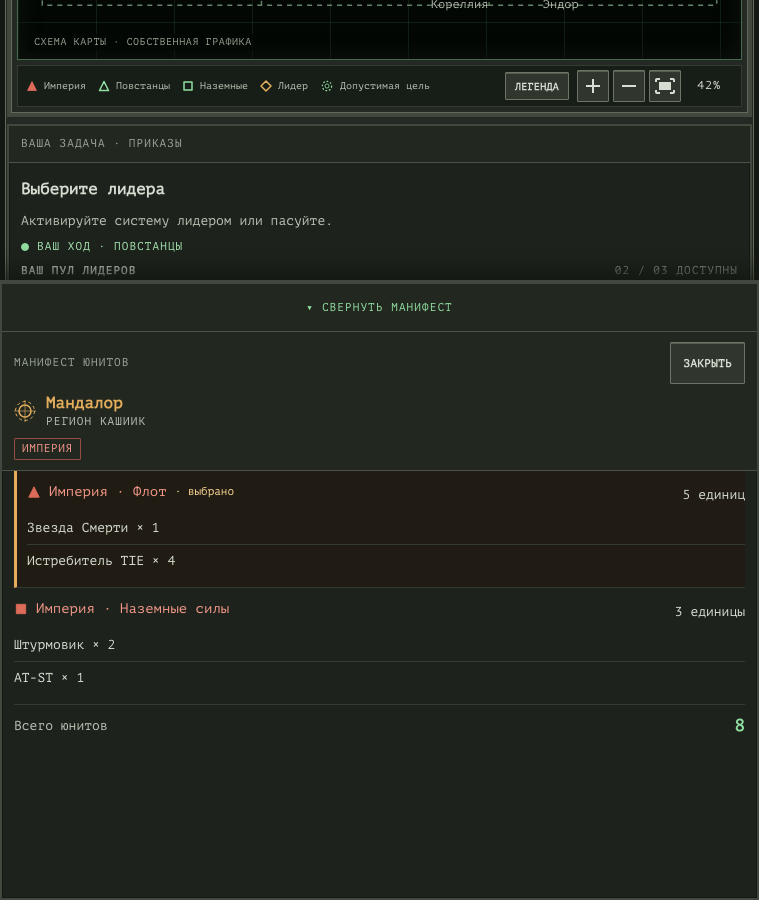 Кореллия Эндор
СХЕМА КАРТЫ · СОБСТВЕННАЯ ГРАФИКА
Империя Повстанцы Наземные Лидер Допустимая цель ЛЕГЕНДА + − 42%
ВАША ЗАДАЧА · ПРИКАЗЫ
Выберите лидера
Активируйте систему лидером или пасуйте.
ВАШ ХОД · ПОВСТАНЦЫ
ВАШ ПУЛ ЛИДЕРОВ 02 / 03 ДОСТУПНЫ
▾ СВЕРНУТЬ МАНИФЕСТ
МАНИФЕСТ ЮНИТОВ ЗАКРЫТЬ
Мандалор
РЕГИОН КАШИИК
ИМПЕРИЯ
Империя · Флот · выбрано 5 единиц
Звезда Смерти × 1
Истребитель TIE × 4
Империя · Наземные силы 3 единицы
Штурмовик × 2
AT-ST × 1
Всего юнитов 8